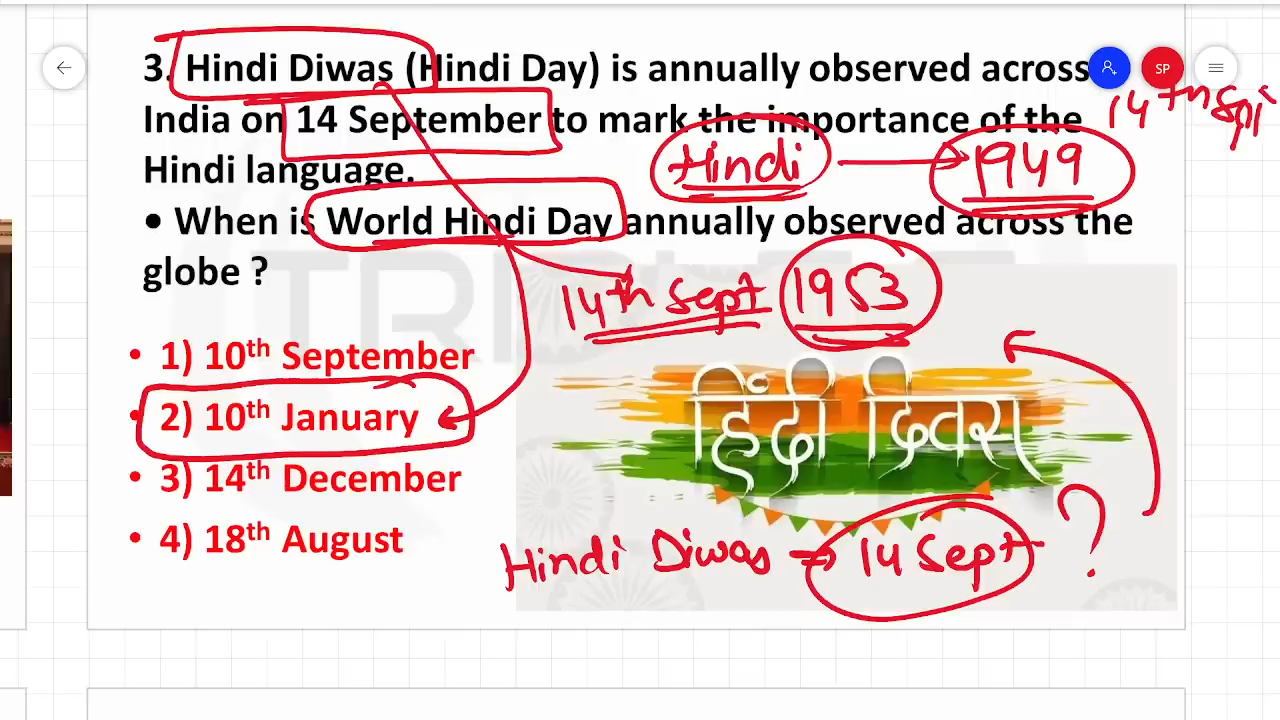 3. Hindi Diwas (Hindi Day) is annually observed across
SP
India on 14 September to mark the importance of the
14th
Hindi language.
Hindi → 1949
• When is World Hindi Day annually observed across the
globe ?
14th Sept 1953
• 1) 10th September
• 2) 10th January
हिंदी दिवस
• 3) 14th December
• 4) 18th August
Hindi Diwas → 14 Sept ?